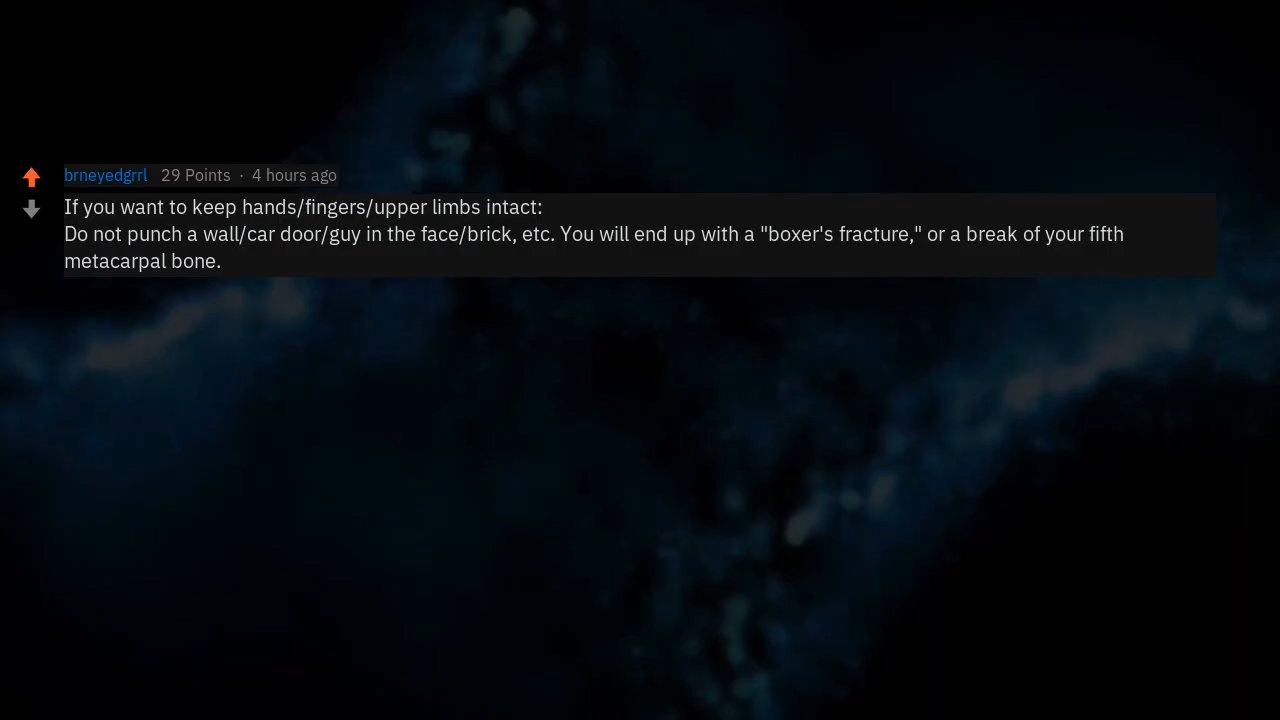 brneyedgrrl 29 Points · 4 hours ago
If you want to keep hands/fingers/upper limbs intact:
Do not punch a wall/car door/guy in the face/brick, etc. You will end up with a "boxer's fracture," or a break of your fifth
metacarpal bone.